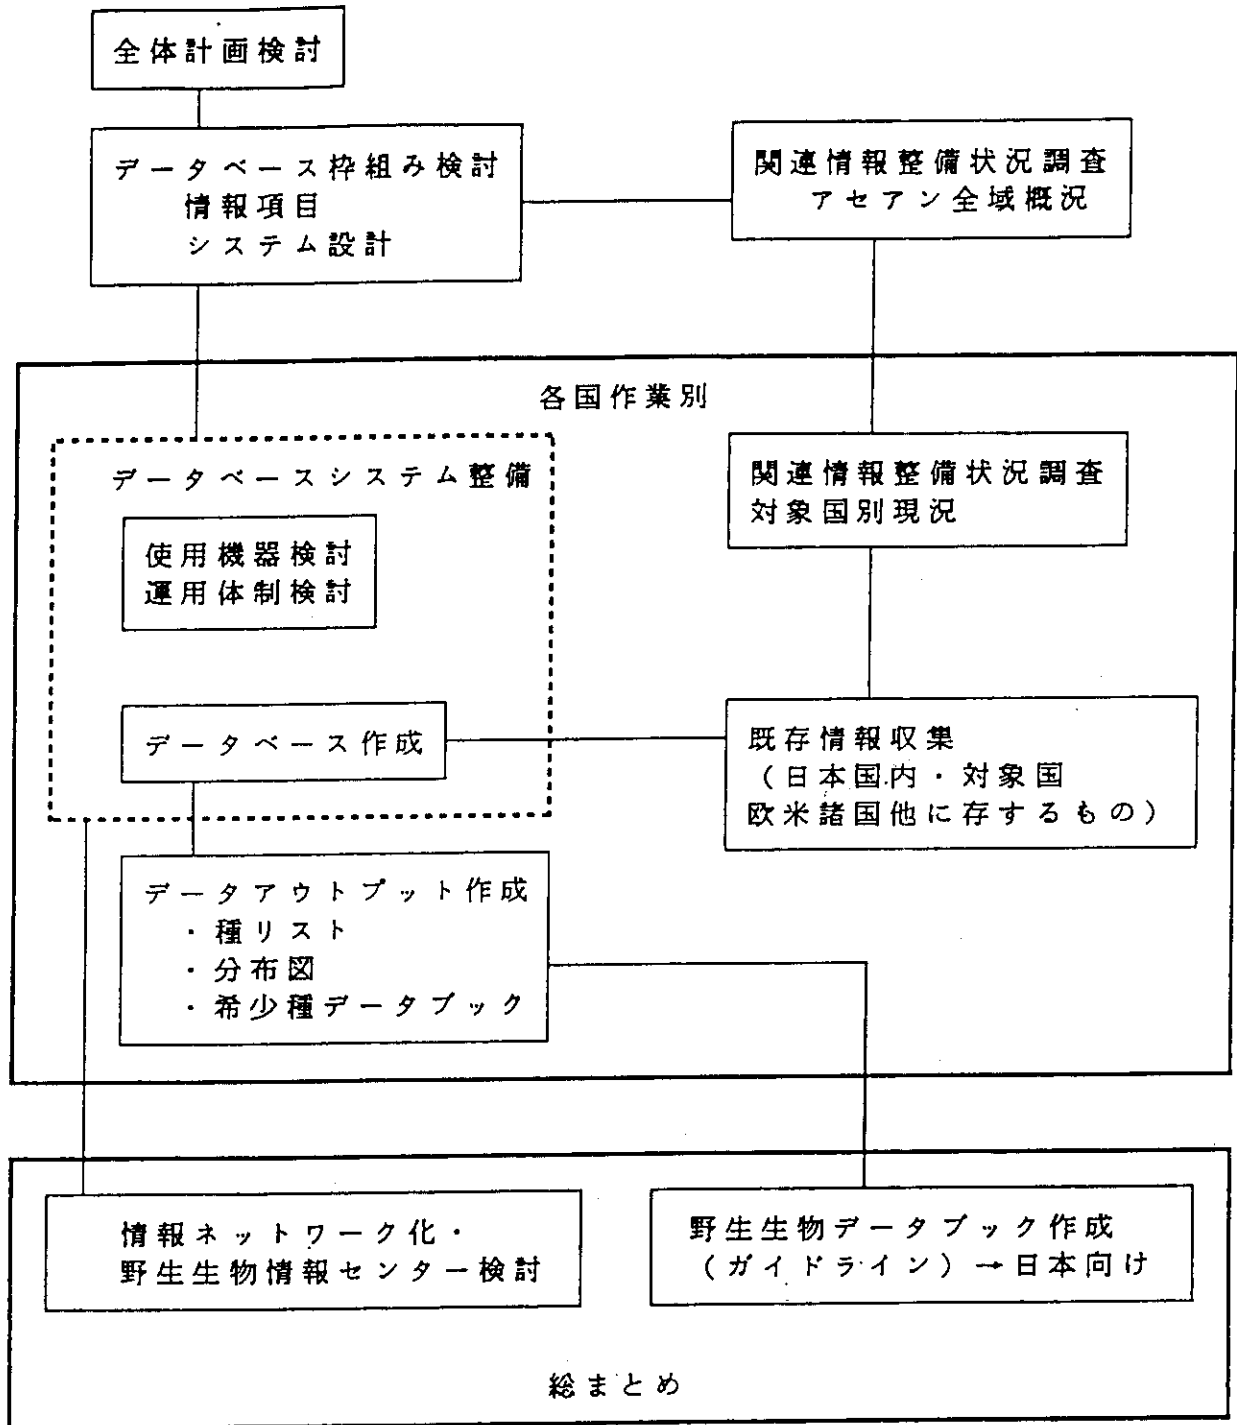 全体計画検討
データベース枠組み検討
情報項目
システム設計
関連情報整備状況調査
アセアン全域概況
各国作業別
データベースシステム整備
使用機器検討
運用体制検討
関連情報整備状況調査
対象国別現況
データベース作成
既存情報収集
（日本国内・対象国
欧米諸国他に存するもの）
データアウトプット作成
・種リスト
・分布図
・希少種データブック
情報ネットワーク化・
野生生物情報センター検討
野生生物データブック作成
（ガイドライン）→日本向け
総まとめ